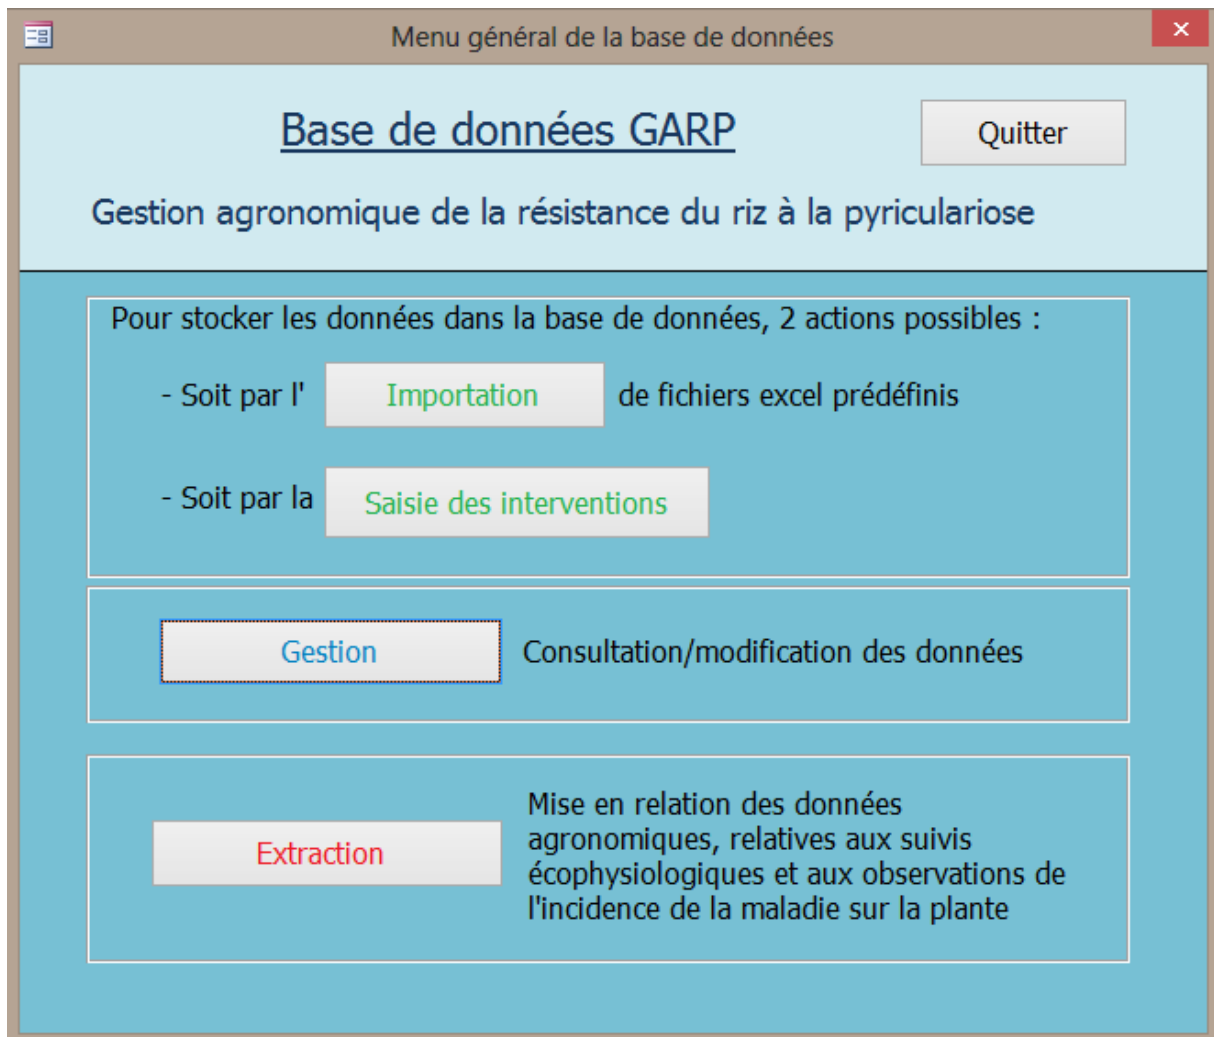 Menu général de la base de données
Base de données GARP
Quitter
Gestion agronomique de la résistance du riz à la pyriculariose
Pour stocker les données dans la base de données, 2 actions possibles :
- Soit par l' Importation de fichiers excel prédéfinis
- Soit par la Saisie des interventions
Gestion Consultation/modification des données
Extraction
Mise en relation des données
agronomiques, relatives aux suivis
écophysiologiques et aux observations de
l'incidence de la maladie sur la plante